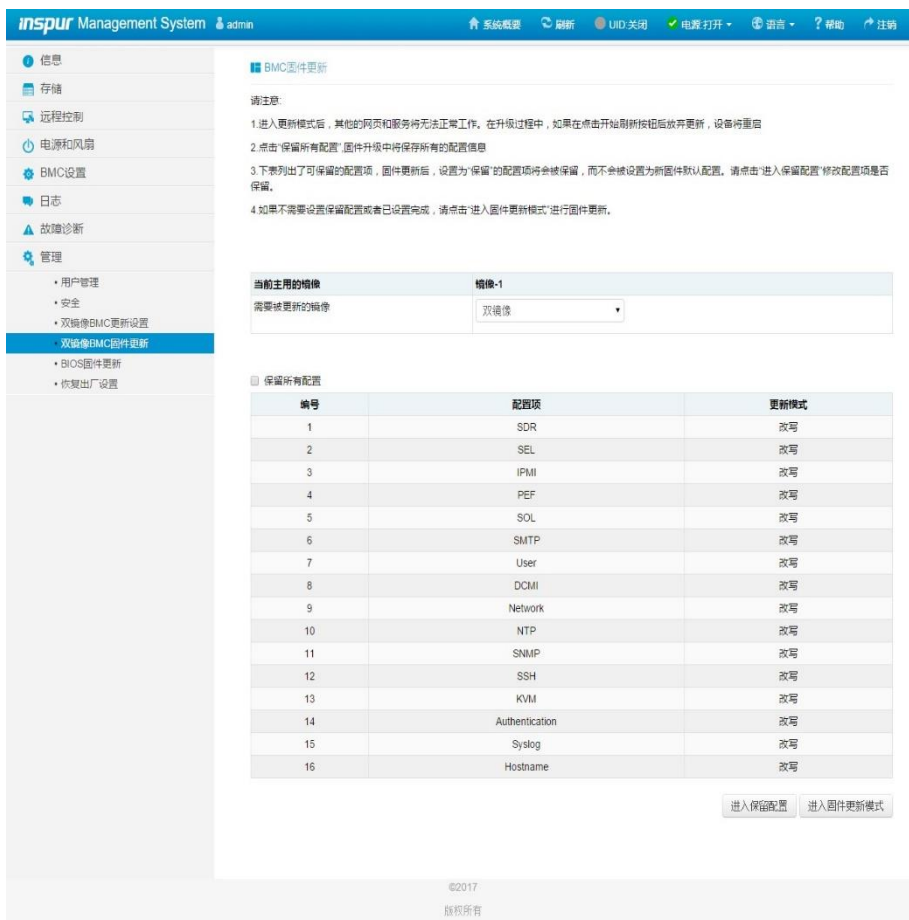 inspur Management System admin 系统概要 刷新 UID:关闭 电源:打开 语言 ?帮助 注销
信息
存储
远程控制
电源和风扇
BMC设置
日志
故障诊断
管理
•用户管理
•安全
•双镜像BMC更新设置
•双镜像BMC固件更新
•BIOS固件更新
•恢复出厂设置
BMC固件更新
请注意:
1.进入更新模式后，其他的网页和服务将无法正常工作。在升级过程中，如果在点击开始刷新按钮后放弃更新，设备将重启
2.点击“保留所有配置”,固件升级中将保存所有的配置信息
3.下表列出了可保留的配置项，固件更新后，设置为“保留”的配置项将会被保留，而不会被设置为新固件默认配置。请点击“进入保留配置”修改配置项是否
保留。
4.如果不需要设置保留配置或者已设置完成，请点击“进入固件更新模式”进行固件更新。
当前主用的镜像 镜像-1
需要被更新的镜像 双镜像
保留所有配置
编号 配置项 更新模式
1 SDR 改写
2 SEL 改写
3 IPMI 改写
4 PEF 改写
5 SOL 改写
6 SMTP 改写
7 User 改写
8 DCMI 改写
9 Network 改写
10 NTP 改写
11 SNMP 改写
12 SSH 改写
13 KVM 改写
14 Authentication 改写
15 Syslog 改写
16 Hostname 改写
进入保留配置 进入固件更新模式
©2017
版权所有